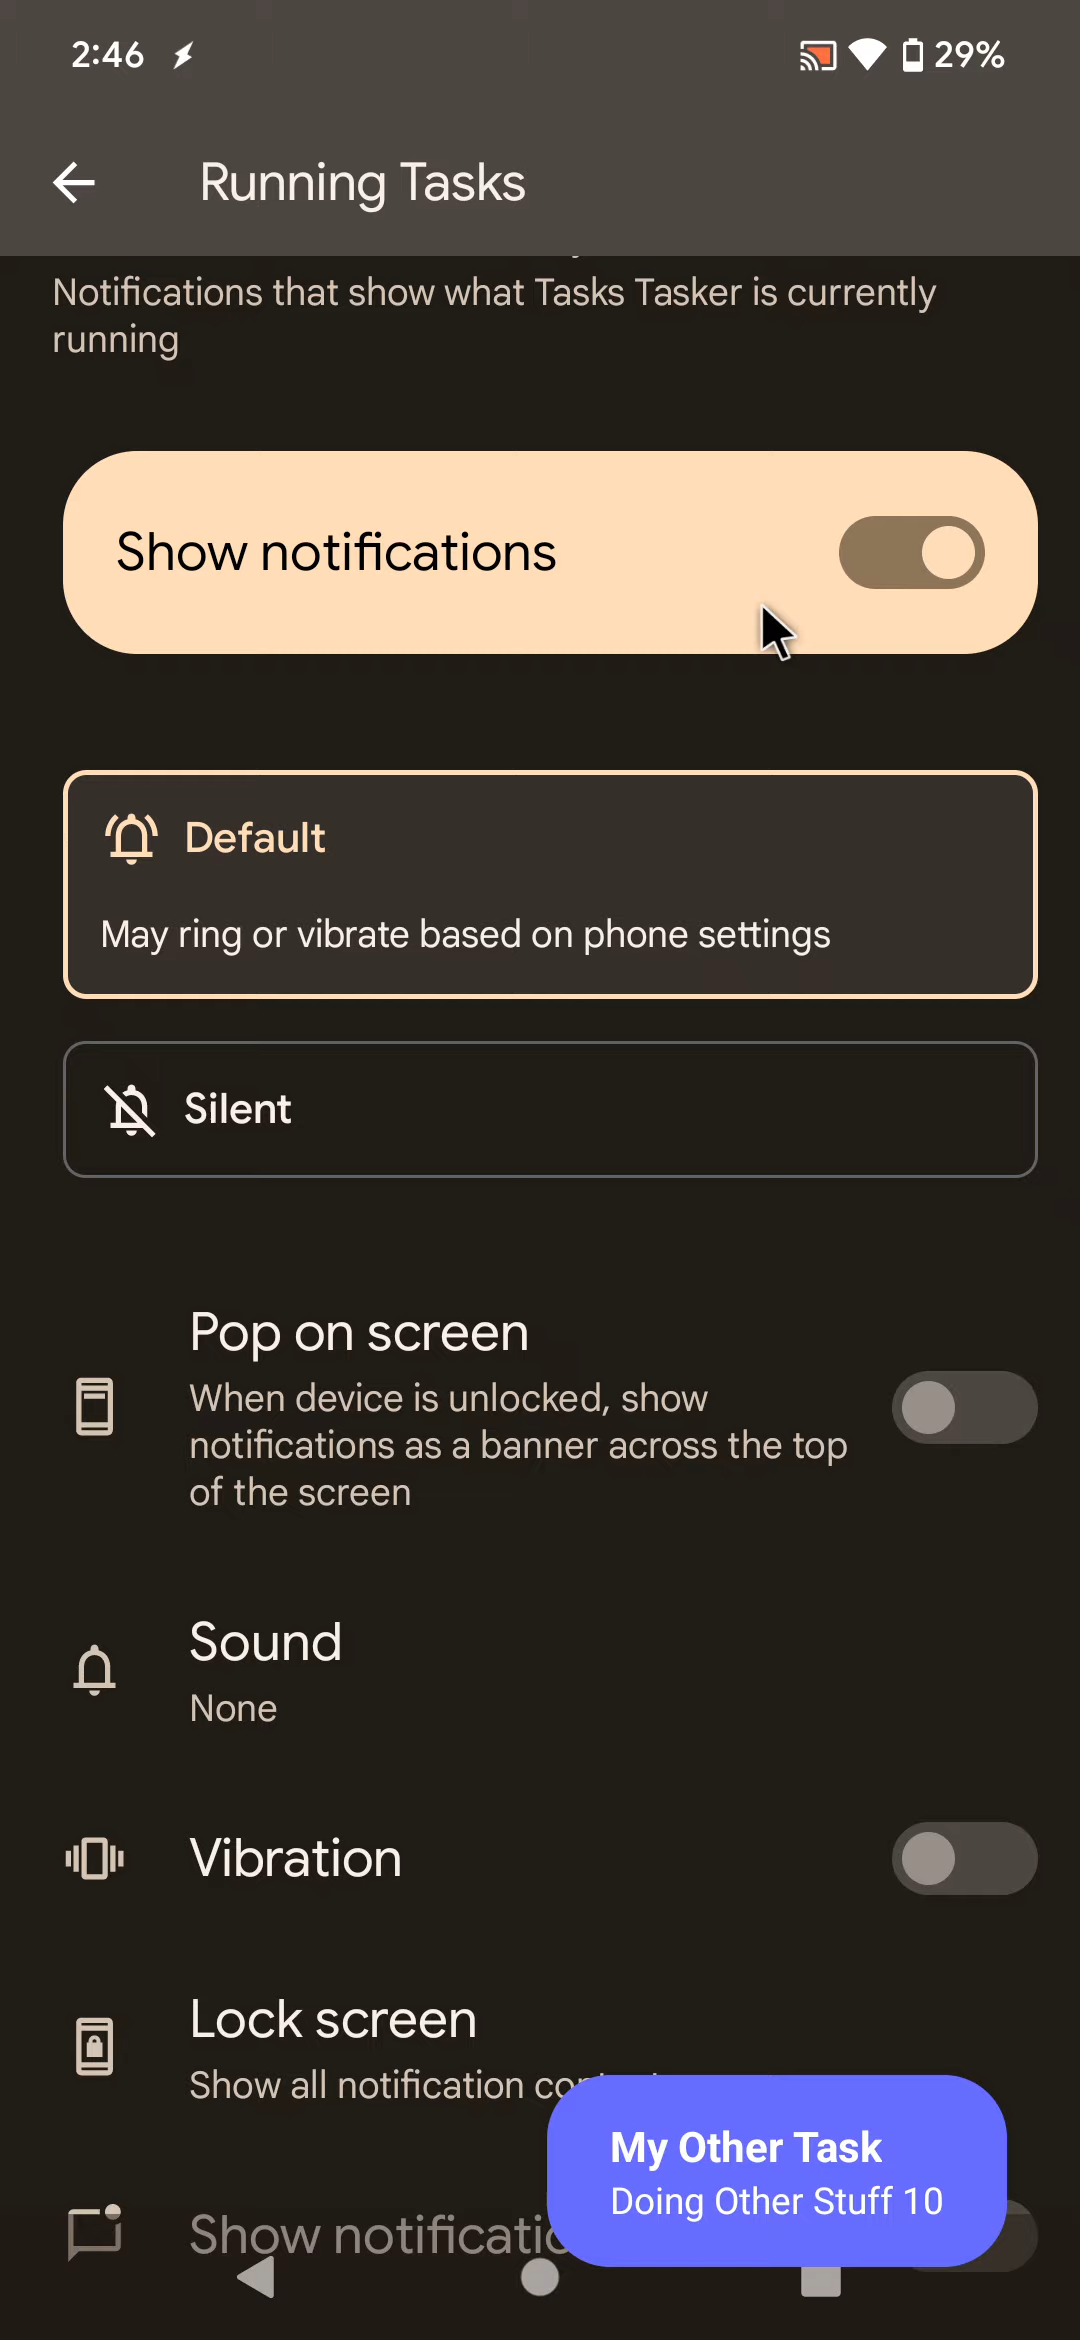 2:46
29%
Running Tasks
Notifications that show what Tasks Tasker is currently
running
Show notifications
Default
May ring or vibrate based on phone settings
Silent
Pop on screen
When device is unlocked, show
notifications as a banner across the top
of the screen
Sound
None
Vibration
Lock screen
Show all notification
My Other Task
Doing Other Stuff 10
Show